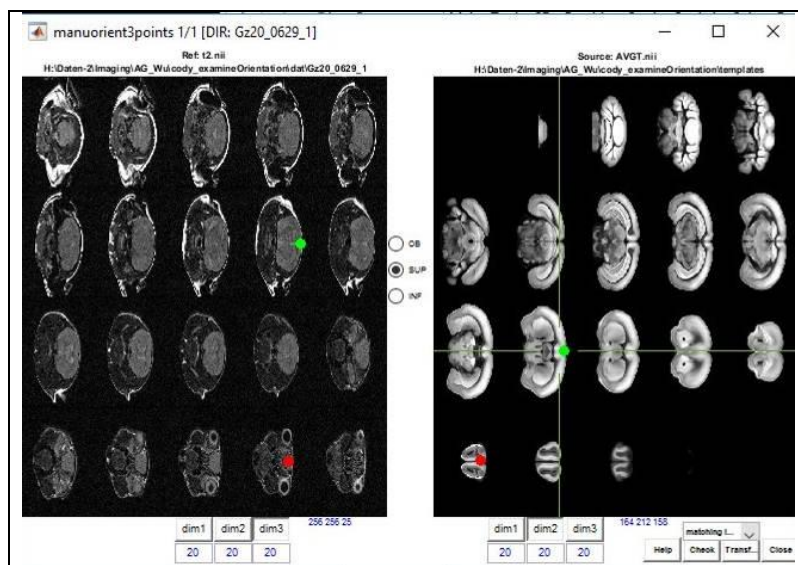 manuorient3points 1/1 [DIR: Gz20_0629_1]
Ref: t2.nii
H:\Daten-2\Imaging\AG_Wu\cody_examineOrientation\dat\Gz20_0629_1
Source: AVGT.nii
H:\Daten-2\Imaging\AG_Wu\cody_examineOrientation\templates
OB
SUP
INF
256 256 25
dim1 dim2 dim3
20 20 20
164 212 158
dim1 dim2 dim3
20 20 20
matching i...
Help Check Transf... Close